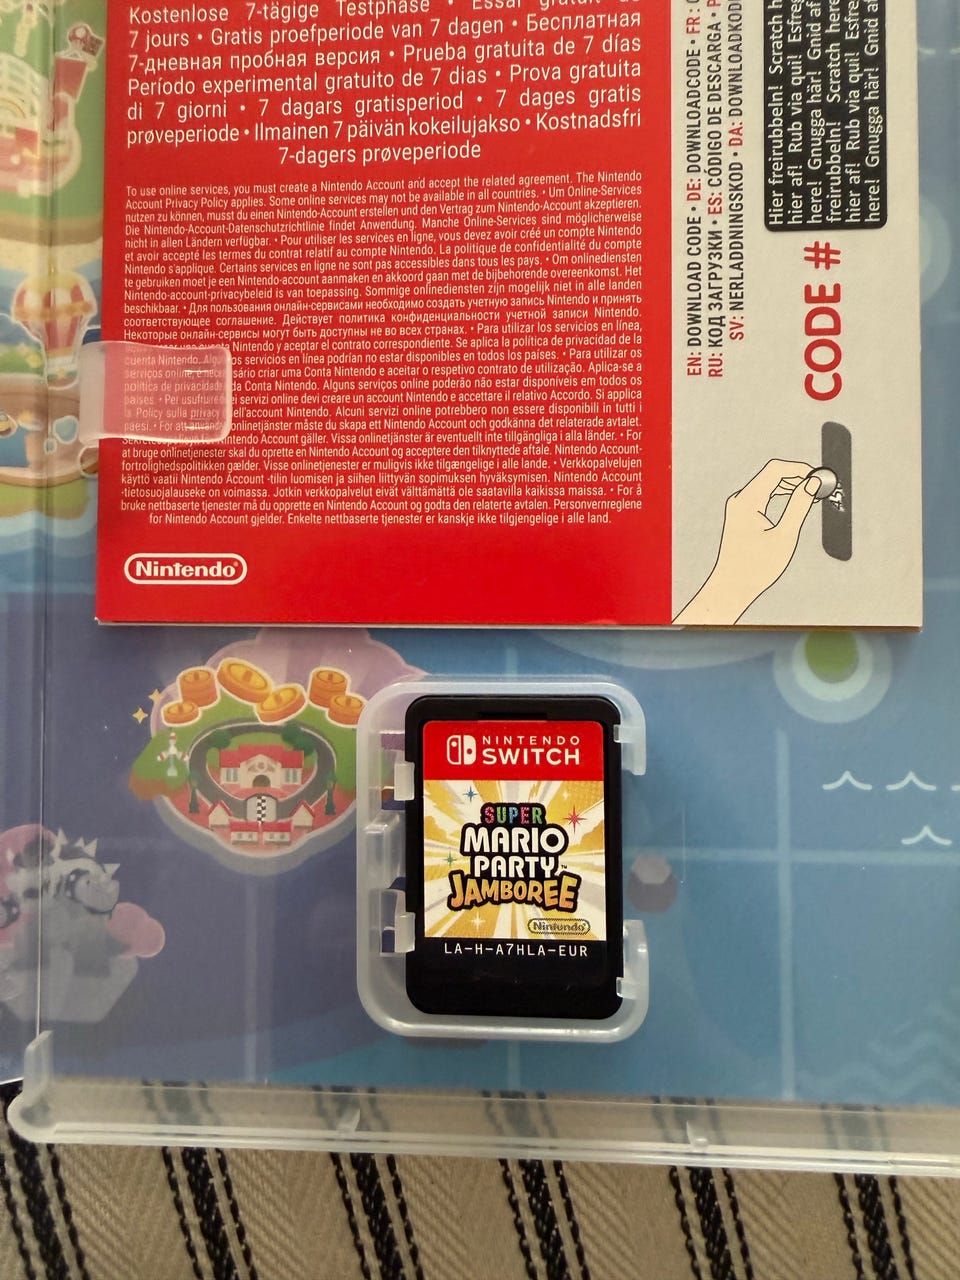 Kostenlose 7-tägige Testphase • Essai gratuit de
7 jours • Gratis proefperiode van 7 dagen • Бесплатная
7-дневная пробная версия • Prueba gratuita de 7 días
Período experimental gratuito de 7 dias • Prova gratuita
di 7 giorni • 7 dagars gratisperiod • 7 dages gratis
prøveperiode • Ilmainen 7 päivän kokeilujakso • Kostnadsfri
7-dagers prøveperiode
To use online services, you must create a Nintendo Account and accept the related agreement. The Nintendo
Account Privacy Policy applies. Some online services may not be available in all countries. • Um Online-Services
nutzen zu können, musst du einen Nintendo-Account erstellen und den Vertrag zum Nintendo-Account akzeptieren.
Die Nintendo-Account-Datenschutzrichtlinie findet Anwendung. Manche Online-Services sind möglicherweise
nicht in allen Ländern verfügbar. • Pour utiliser les services en ligne, vous devez avoir créé un compte Nintendo
et avoir accepté les termes du contrat relatif au compte Nintendo. La politique de confidentialité du compte
Nintendo s'applique. Certains services en ligne ne sont pas accessibles dans tous les pays. • Om onlinediensten
te gebruiken moet je een Nintendo-account aanmaken en akkoord gaan met de bijbehorende overeenkomst. Het
Nintendo-account-privacybeleid is van toepassing. Sommige onlinediensten zijn mogelijk niet in alle landen
beschikbaar. • Для пользования онлайн-сервисами необходимо создать учетную запись Nintendo и принять
соответствующее соглашение. Действует политика конфиденциальности учетной записи Nintendo.
Некоторые онлайн-сервисы могут быть доступны не во всех странах. • Para utilizar los servicios en línea,
Nintendo y aceptar el contrato correspondiente. Se aplica la política de privacidad de la
cuenta Nintendo. Algunos servicios en línea podrían no estar disponibles en todos los países. • Para utilizar os
serviços online, é necessário criar uma Conta Nintendo e aceitar o respetivo contrato de utilização. Aplica-se a
política de privacidade da Conta Nintendo. Alguns serviços online poderão não estar disponíveis em todos os
países. • Per usufruire dei servizi online devi creare un account Nintendo e accettare il relativo Accordo. Si applica
la Policy sulla privacy dell'account Nintendo. Alcuni servizi online potrebbero non essere disponibili in tutti i
paesi. • För att använda onlinetjänster måste du skapa ett Nintendo Account och godkänna det relaterade avtalet.
Nintendo Account gäller. Vissa onlinetjänster är eventuellt inte tillgängliga i alla länder. • For
at bruge onlinetjenester skal du oprette en Nintendo Account og acceptere den tilknyttede aftale. Nintendo Account-
fortrolighedspolitikken gælder. Visse onlinetjenester er muligvis ikke tilgængelige i alle lande. • Verkkopalvelujen
käyttö vaatii Nintendo Account -tilin luomisen ja siihen liittyvän sopimuksen hyväksymisen. Nintendo Account
-tietosuojalauseke on voimassa. Jotkin verkkopalvelut eivät välttämättä ole saatavilla kaikissa maissa. • For å
bruke nettbaserte tjenester må du opprette en Nintendo Account og godta den relaterte avtalen. Personvernreglene
for Nintendo Account gjelder. Enkelte nettbaserte tjenester er kanskje ikke tilgjengelige i alle land.
Nintendo
EN: DOWNLOAD CODE • DE: DOWNLOADCODE • FR:
RU: КОД ЗАГРУЗКИ • ES: CÓDIGO DE DESCARGA •
SV: NERLADDNINGSKOD • DA: DOWNLOADKODE
CODE #
Hier freirubbeln! Scratch
hier af! Rub via qui!
here! Gnugga här! Gnid
freirubbeln! Scratch here
hier af! Rub via qui!
here! Gnugga här! Gnid
NINTENDO
SWITCH
SUPER
MARIO
PARTY™
JAMBOREE
Nintendo
LA-H-A7HLA-EUR